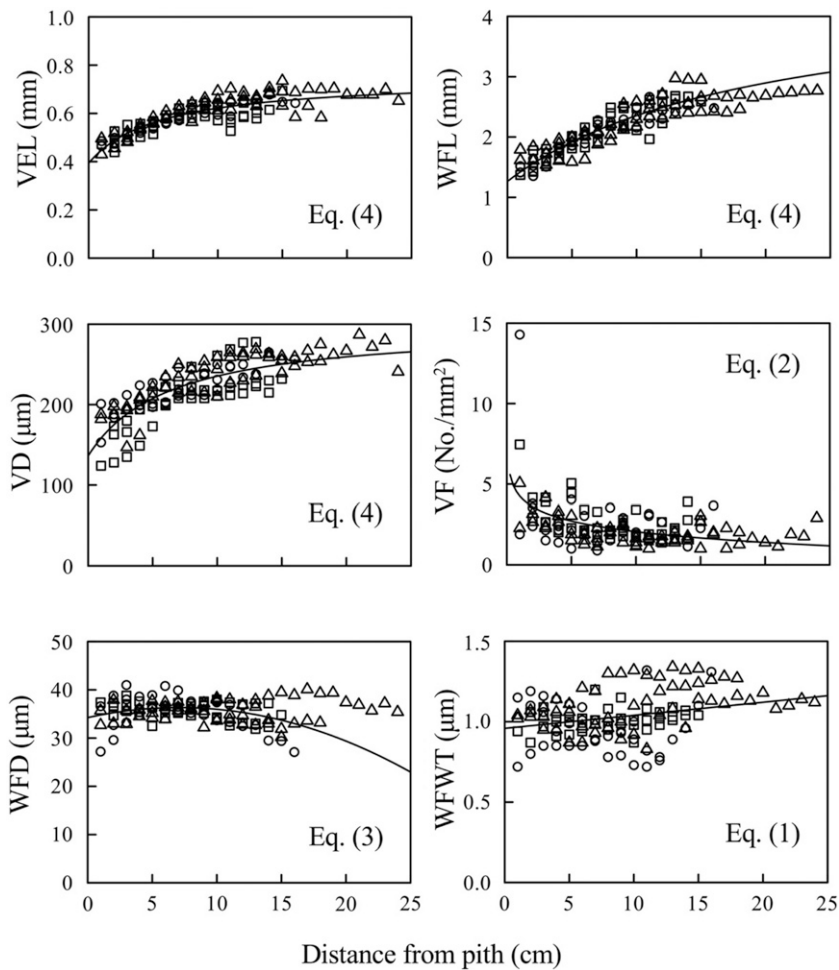 1.0
0.8
0.6
0.4
0.2
0.0
VEL (mm)
Eq. (4)
4
3
2
1
0
WFL (mm)
Eq. (4)
300
200
100
0
VD (μm)
Eq. (4)
15
10
5
0
VF (No./mm²)
Eq. (2)
50
40
30
20
10
0
WFD (μm)
Eq. (3)
0 5 10 15 20 25
1.5
1.0
0.5
0.0
WFWT (μm)
Eq. (1)
0 5 10 15 20 25
Distance from pith (cm)